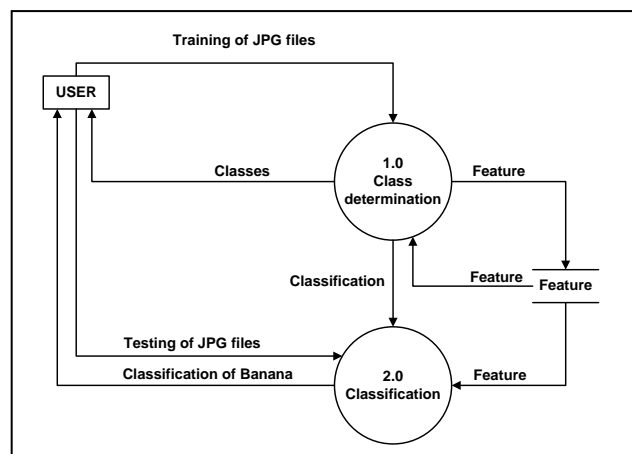 Training of JPG files
USER
1.0
Class
determination
Classes
Feature
Feature
Feature
Classification
Testing of JPG files
Classification of Banana
2.0
Classification
Feature